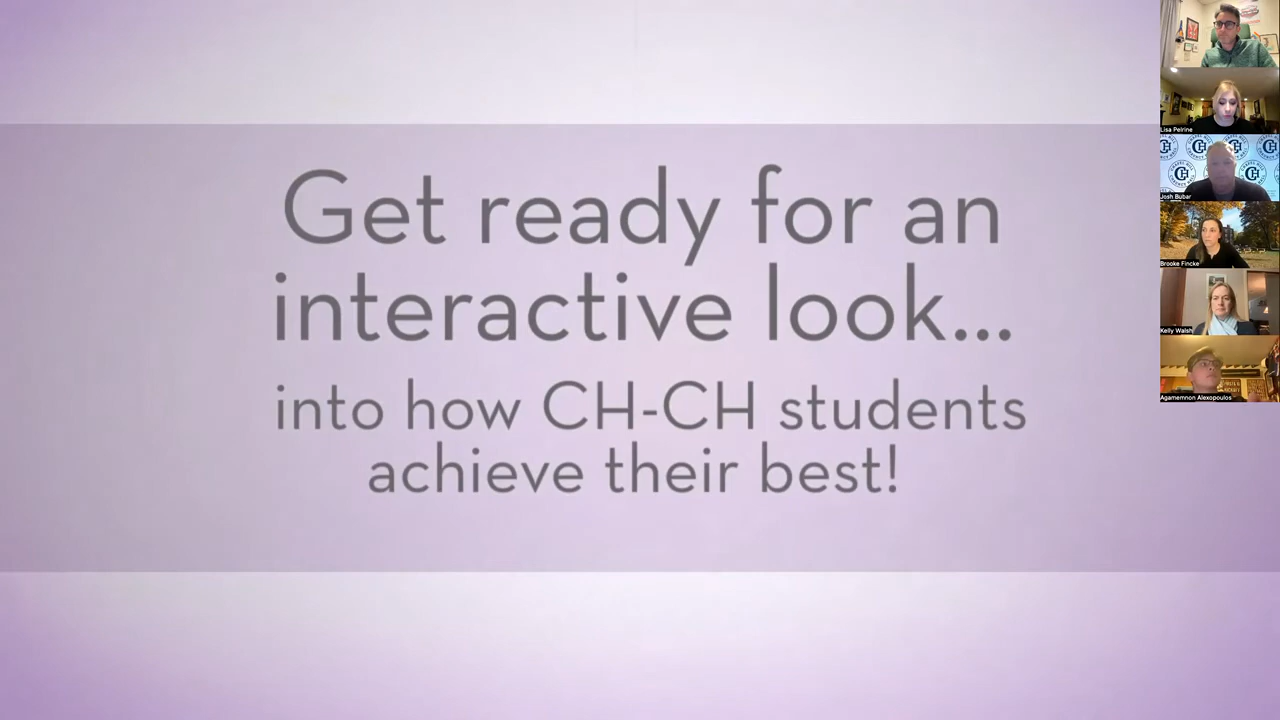 Get ready for an
interactive look...
into how CH-CH students
achieve their best!
Lisa Pelrine
Josh Bubar
Brooke Fincke
Kelly Walsh
Agamemnon Alexopoulos